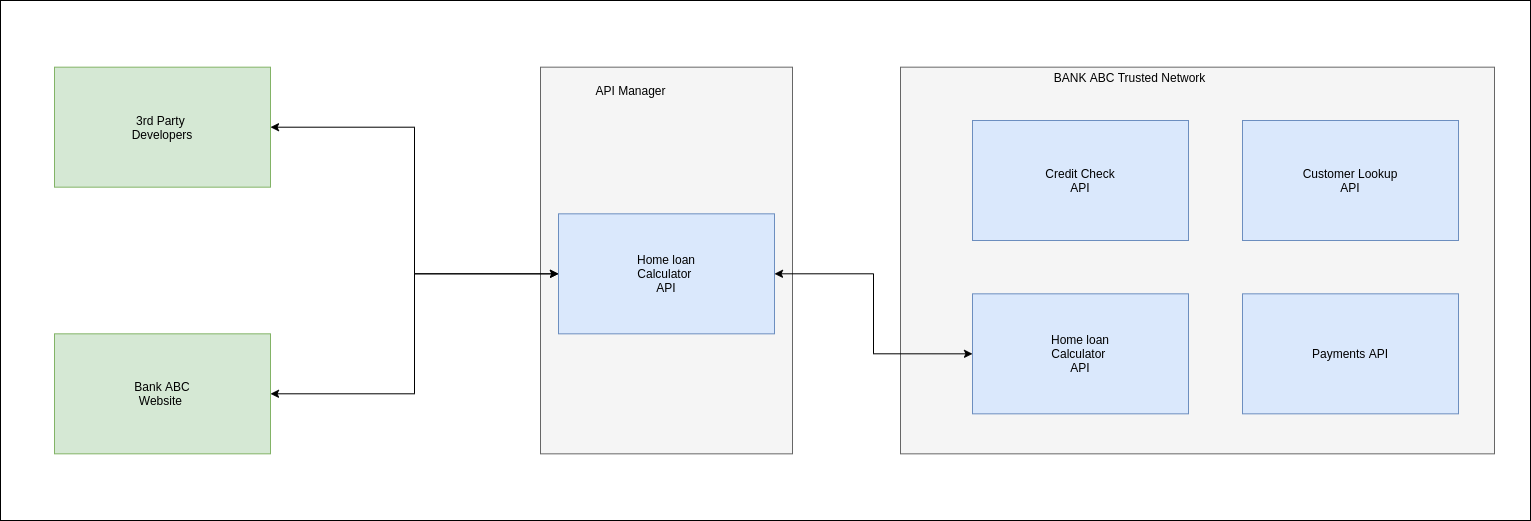 3rd Party
Developers
Bank ABC
Website
API Manager
Home loan
Calculator
API
BANK ABC Trusted Network
Credit Check
API
Customer Lookup
API
Home loan
Calculator
API
Payments API